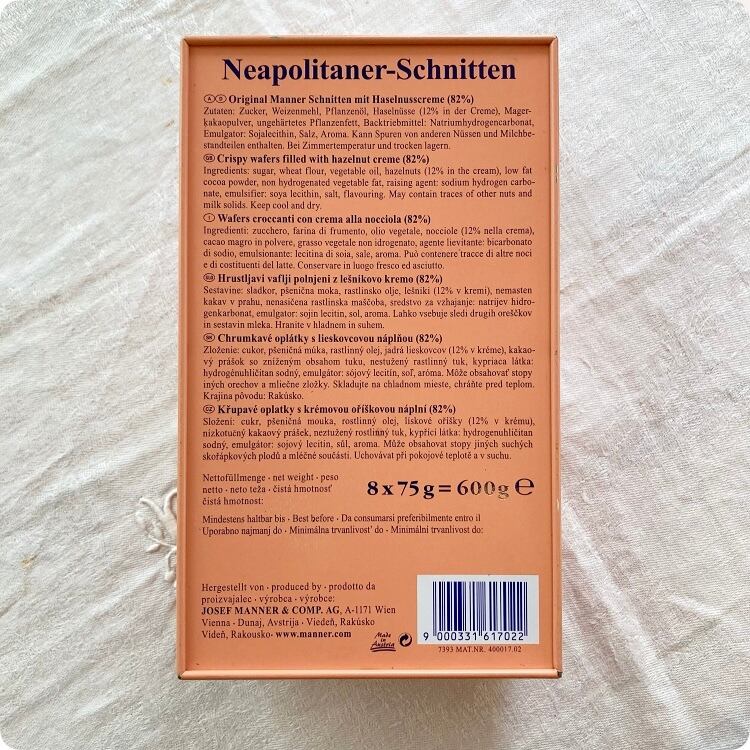 Neapolitaner-Schnitten
A D Original Manner Schnitten mit Haselnusscreme (82%)
Zutaten: Zucker, Weizenmehl, Pflanzenöl, Haselnüsse (12% in der Creme), Mager-
kakaopulver, ungehärtetes Pflanzenfett, Backtriebmittel: Natriumhydrogencarbonat,
Emulgator: Sojalecithin, Salz, Aroma. Kann Spuren von anderen Nüssen und Milchbe-
standteilen enthalten. Bei Zimmertemperatur und trocken lagern.
GB Crispy wafers filled with hazelnut creme (82%)
Ingredients: sugar, wheat flour, vegetable oil, hazelnuts (12% in the cream), low fat
cocoa powder, non hydrogenated vegetable fat, raising agent: sodium hydrogen carbo-
nate, emulsifier: soya lecithin, salt, flavouring. May contain traces of other nuts and
milk solids. Keep cool and dry.
I Wafers croccanti con crema alla nocciola (82%)
Ingredienti: zucchero, farina di frumento, olio vegetale, nocciole (12% nella crema),
cacao magro in polvere, grasso vegetale non idrogenato, agente lievitante: bicarbonato
di sodio, emulsionante: lecitina di soia, sale, aroma. Può contenere tracce di altre noci
e di costituenti del latte. Conservare in luogo fresco ed asciutto.
SLO Hrustljavi vaflji polnjeni z lešnikovo kremo (82%)
Sestavine: sladkor, pšenična moka, rastlinsko olje, lešniki (12% v kremi), nemasten
kakav v prahu, nenasičena rastlinska maščoba, sredstvo za vzhajanje: natrijev hidro-
genkarbonat, emulgator: sojin lecitin, sol, aroma. Lahko vsebuje sledi drugih oreškov
in sestavin mleka. Hranite v hladnem in suhem.
SK Chrumkavé oplátky s lieskovcovou náplňou (82%)
Zloženie: cukor, pšeničná múka, rastlinný olej, jadrá lieskovcov (12% v kréme), kakao-
vý prášok so zníženým obsahom tuku, nestužený rastlinný tuk, kypriaca látka:
hydrogénuhličitan sodný, emulgátor: sójový lecitín, soľ, aróma. Môže obsahovať stopy
iných orechov a mliečne zložky. Skladujte na chladnom mieste, chráňte pred teplom.
Krajina pôvodu: Rakúsko.
CZ Křupavé oplatky s krémovou oříškovou náplní (82%)
Složení: cukr, pšeničná mouka, rostlinný olej, lískové oříšky (12% v krému),
nízkotučný kakaový prášek, neztužený rostlinný tuk, kypřící látka: hydrogenuhličitan
sodný, emulgátor: sójový lecitin, sůl, aroma. Může obsahovat stopy jiných suchých
skořápkových plodů a mléčné součásti. Uchovávat při pokojové teplotě a v suchu.
Nettofüllmenge · net weight · peso
netto · neto teža · čistá hmotnosť
čistá hmotnost:
8 x 75 g = 600g ℮
Mindestens haltbar bis · Best before · Da consumarsi preferibilmente entro il
Uporabno najmanj do · Minimálna trvanlivosť do · Minimální trvanlivost do:
Hergestellt von · produced by · prodotto da
proizvajalec · výrobca · výrobce:
JOSEF MANNER & COMP. AG, A-1171 Wien
Vienna · Dunaj, Avstrija · Viedeň, Rakúsko
Vídeň, Rakousko · www.manner.com
Made
in
Austria
9 000331 617022
7393 MAT.NR. 400017.02